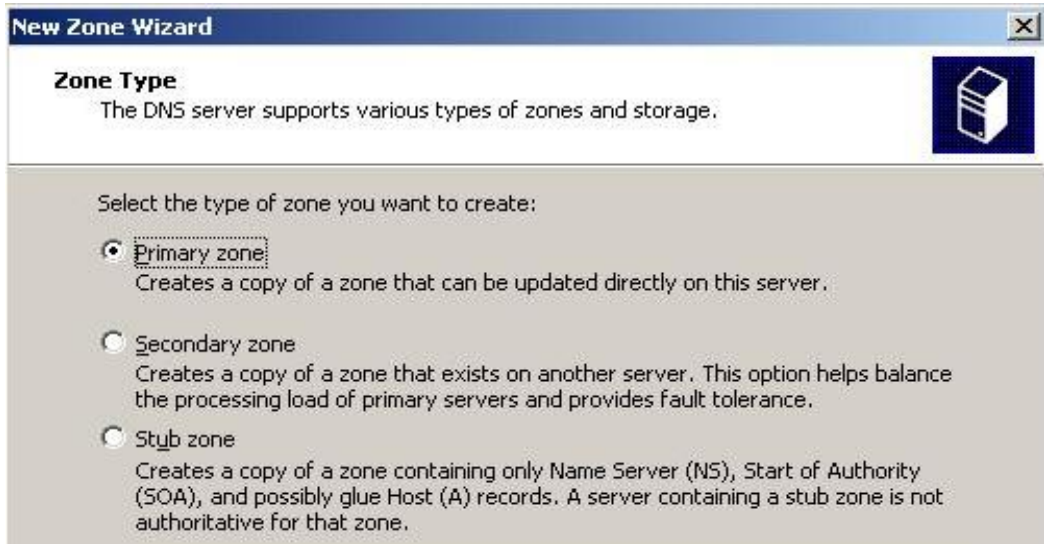 New Zone Wizard
Zone Type
The DNS server supports various types of zones and storage.
Select the type of zone you want to create:
Primary zone
Creates a copy of a zone that can be updated directly on this server.
Secondary zone
Creates a copy of a zone that exists on another server. This option helps balance
the processing load of primary servers and provides fault tolerance.
Stub zone
Creates a copy of a zone containing only Name Server (NS), Start of Authority
(SOA), and possibly glue Host (A) records. A server containing a stub zone is not
authoritative for that zone.